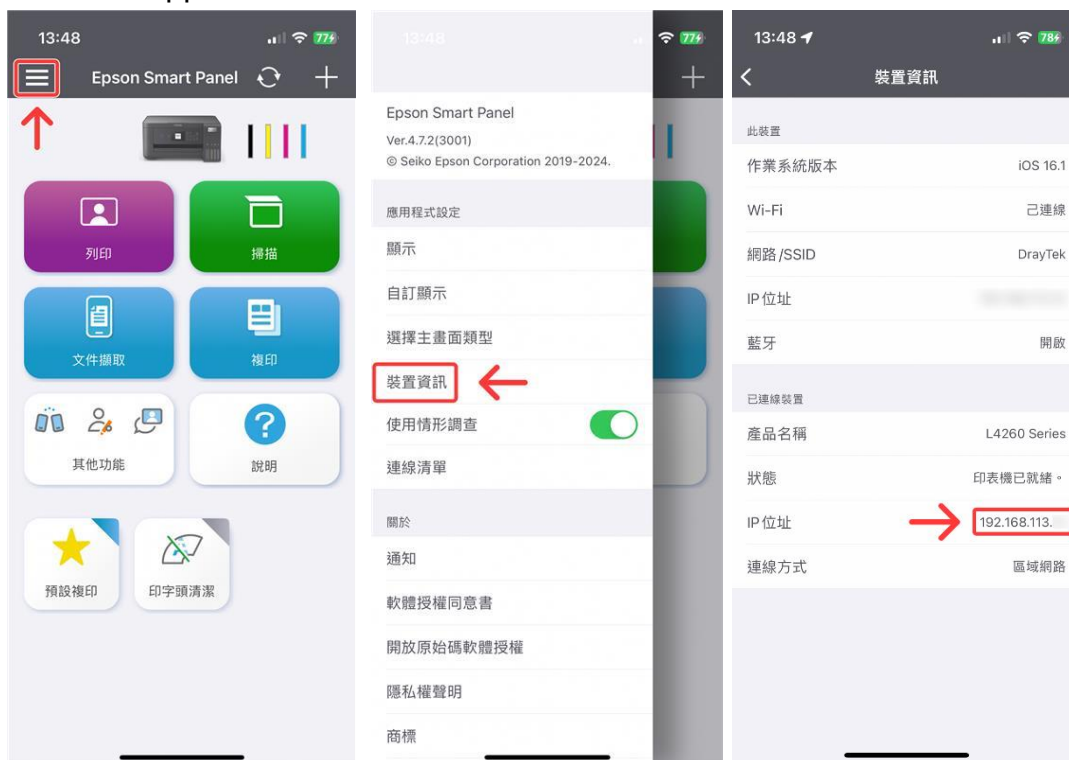 13:48
77
Epson Smart Panel
列印
掃描
文件擷取
複印
其他功能
說明
預設複印
印字頭清潔
13:48
77
Epson Smart Panel
Ver.4.7.2(3001)
© Seiko Epson Corporation 2019-2024.
應用程式設定
顯示
自訂顯示
選擇主畫面類型
裝置資訊
使用情形調查
連線清單
關於
通知
軟體授權同意書
開放原始碼軟體授權
隱私權聲明
商標
13:48
78
裝置資訊
此裝置
作業系統版本 iOS 16.1
Wi-Fi 已連線
網路/SSID DrayTek
IP位址
藍牙 開啟
已連線裝置
產品名稱 L4260 Series
狀態 印表機已就緒。
IP位址 192.168.113.
連線方式 區域網路